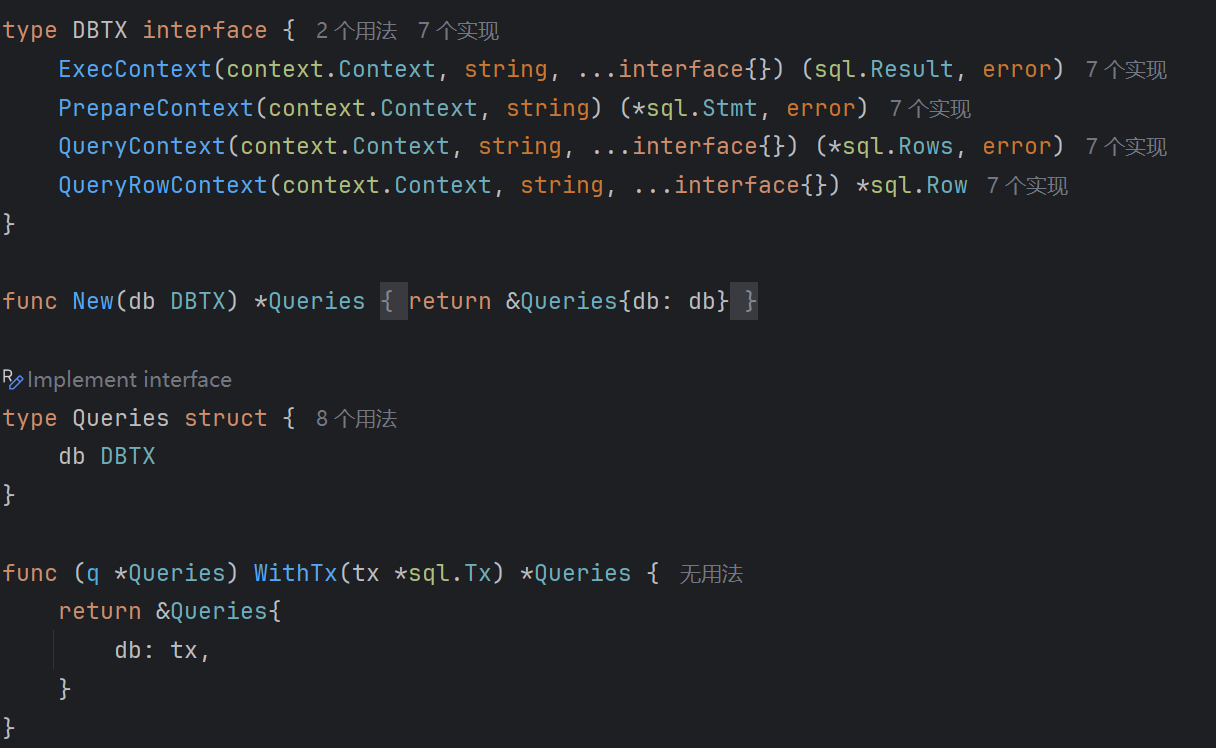 type DBTX interface { 2 个用法 7 个实现
    ExecContext(context.Context, string, ...interface{}) (sql.Result, error) 7 个实现
    PrepareContext(context.Context, string) (*sql.Stmt, error) 7 个实现
    QueryContext(context.Context, string, ...interface{}) (*sql.Rows, error) 7 个实现
    QueryRowContext(context.Context, string, ...interface{}) *sql.Row 7 个实现
}
func New(db DBTX) *Queries { return &Queries{db: db} }
Implement interface
type Queries struct { 8 个用法
    db DBTX
}
func (q *Queries) WithTx(tx *sql.Tx) *Queries { 无用法
    return &Queries{
        db: tx,
    }
}